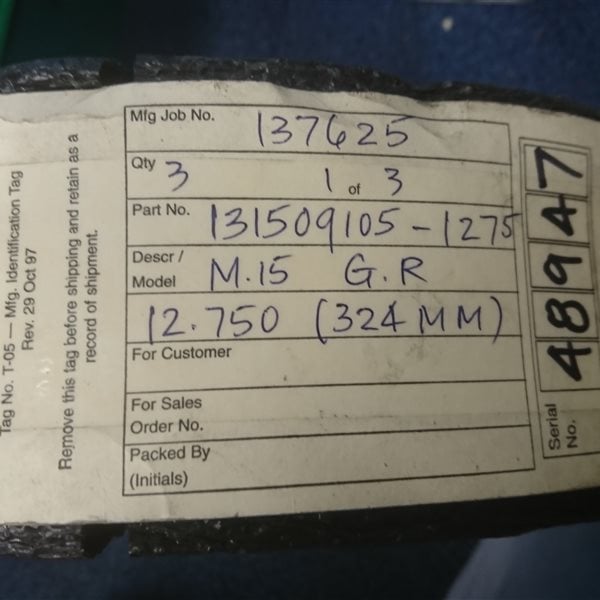 Tag No. T-05 — Mfg. Identification Tag
Rev. 29 Oct 97
Remove this tag before shipping and retain as a
record of shipment.
Mfg Job No. 137625
Qty 3 1 of 3
Part No. 131509105-1275
Descr /
Model M.15 G.R
12.750 (324 MM)
For Customer
For Sales
Order No.
Packed By
(Initials)
Serial
No.
48947